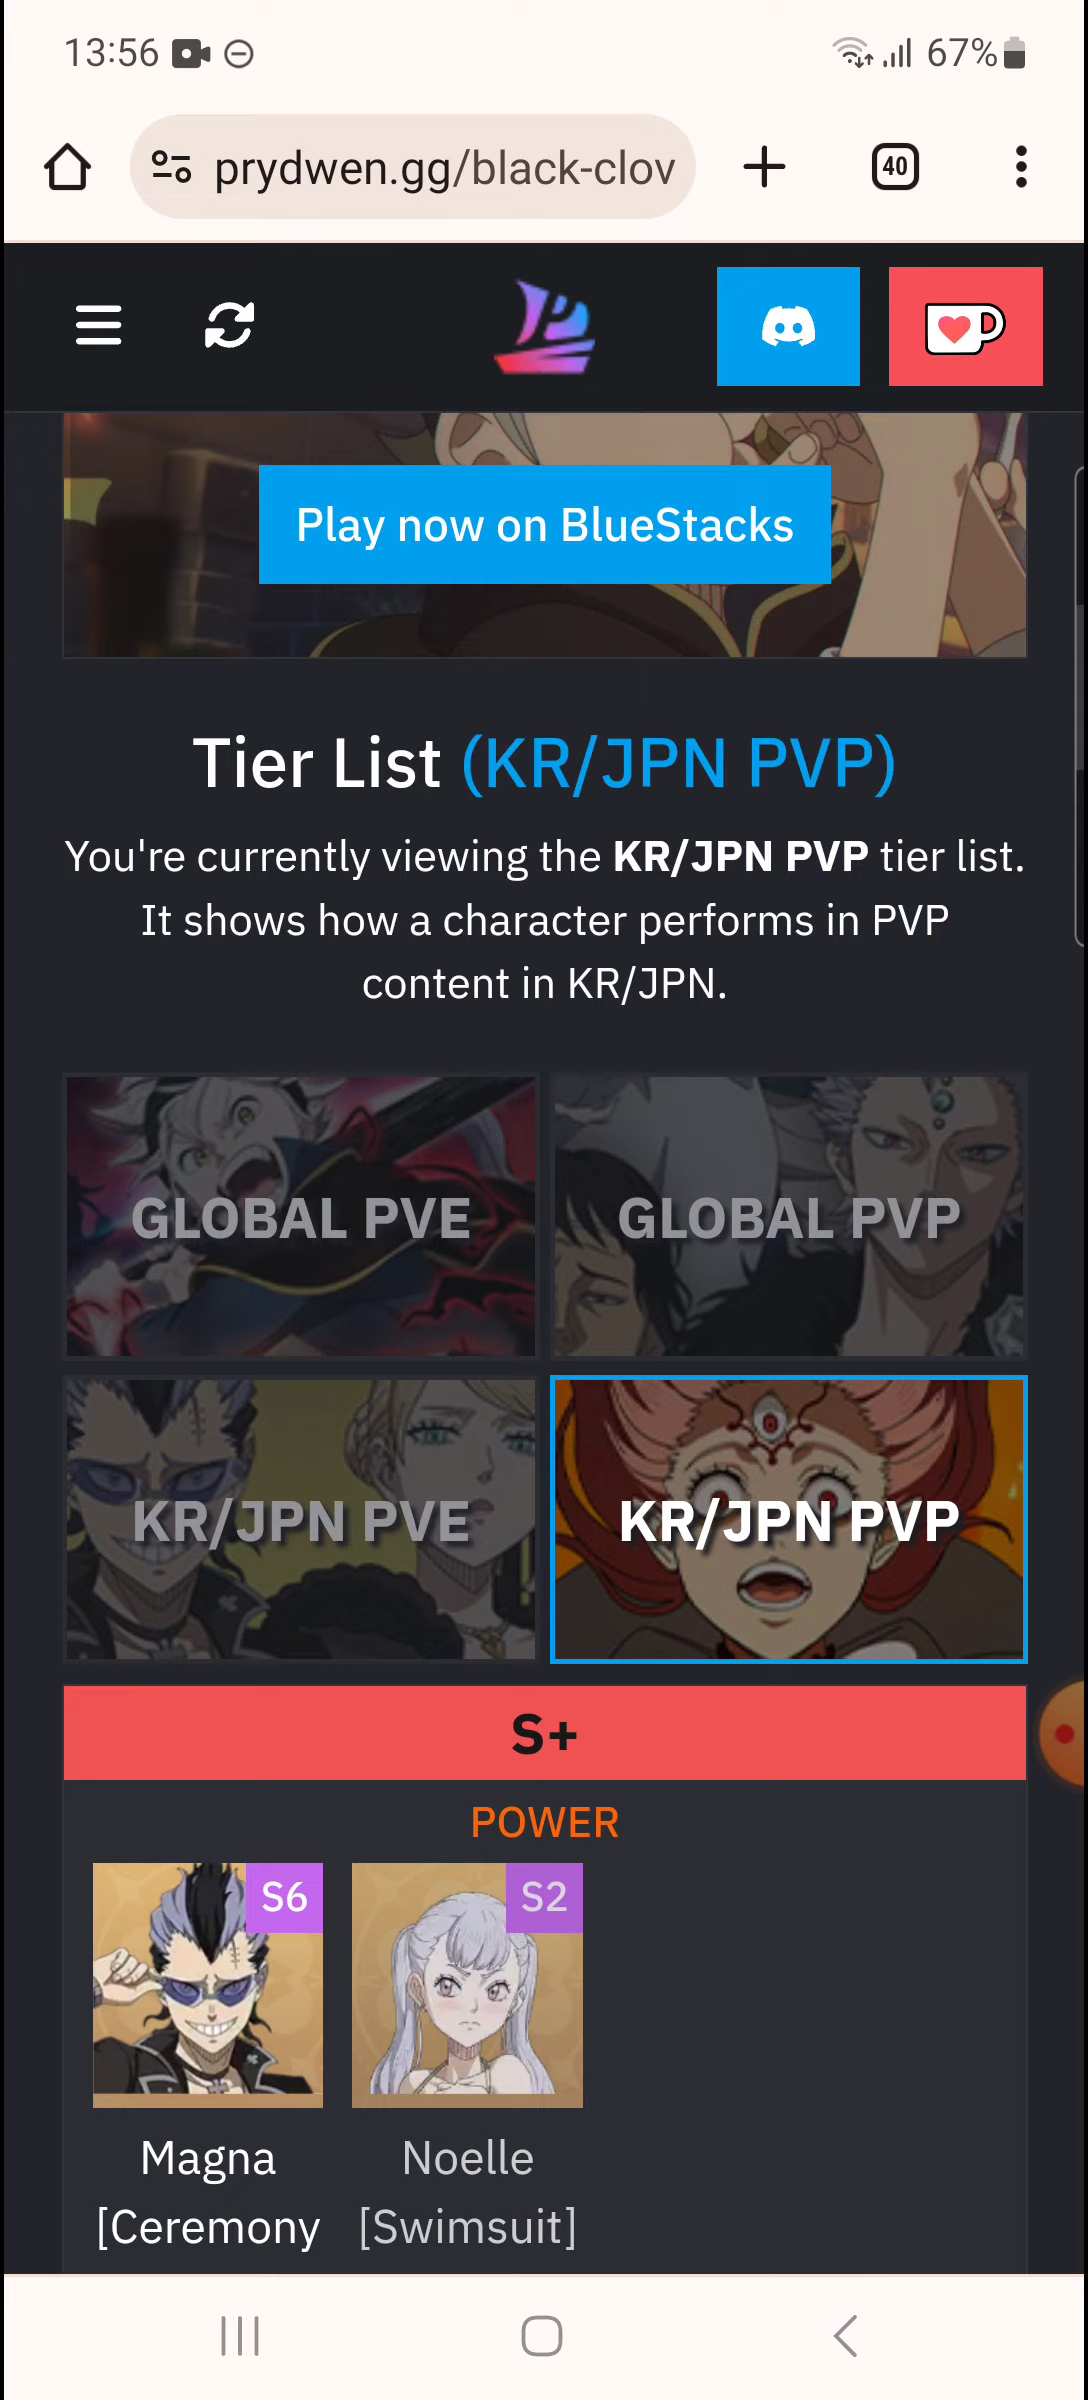 13:56
67%
prydwen.gg/black-clov
40
Play now on BlueStacks
Tier List (KR/JPN PVP)
You're currently viewing the KR/JPN PVP tier list.
It shows how a character performs in PVP
content in KR/JPN.
GLOBAL PVE
GLOBAL PVP
KR/JPN PVE
KR/JPN PVP
S+
POWER
S6
S2
Magna
[Ceremony
Noelle
[Swimsuit]